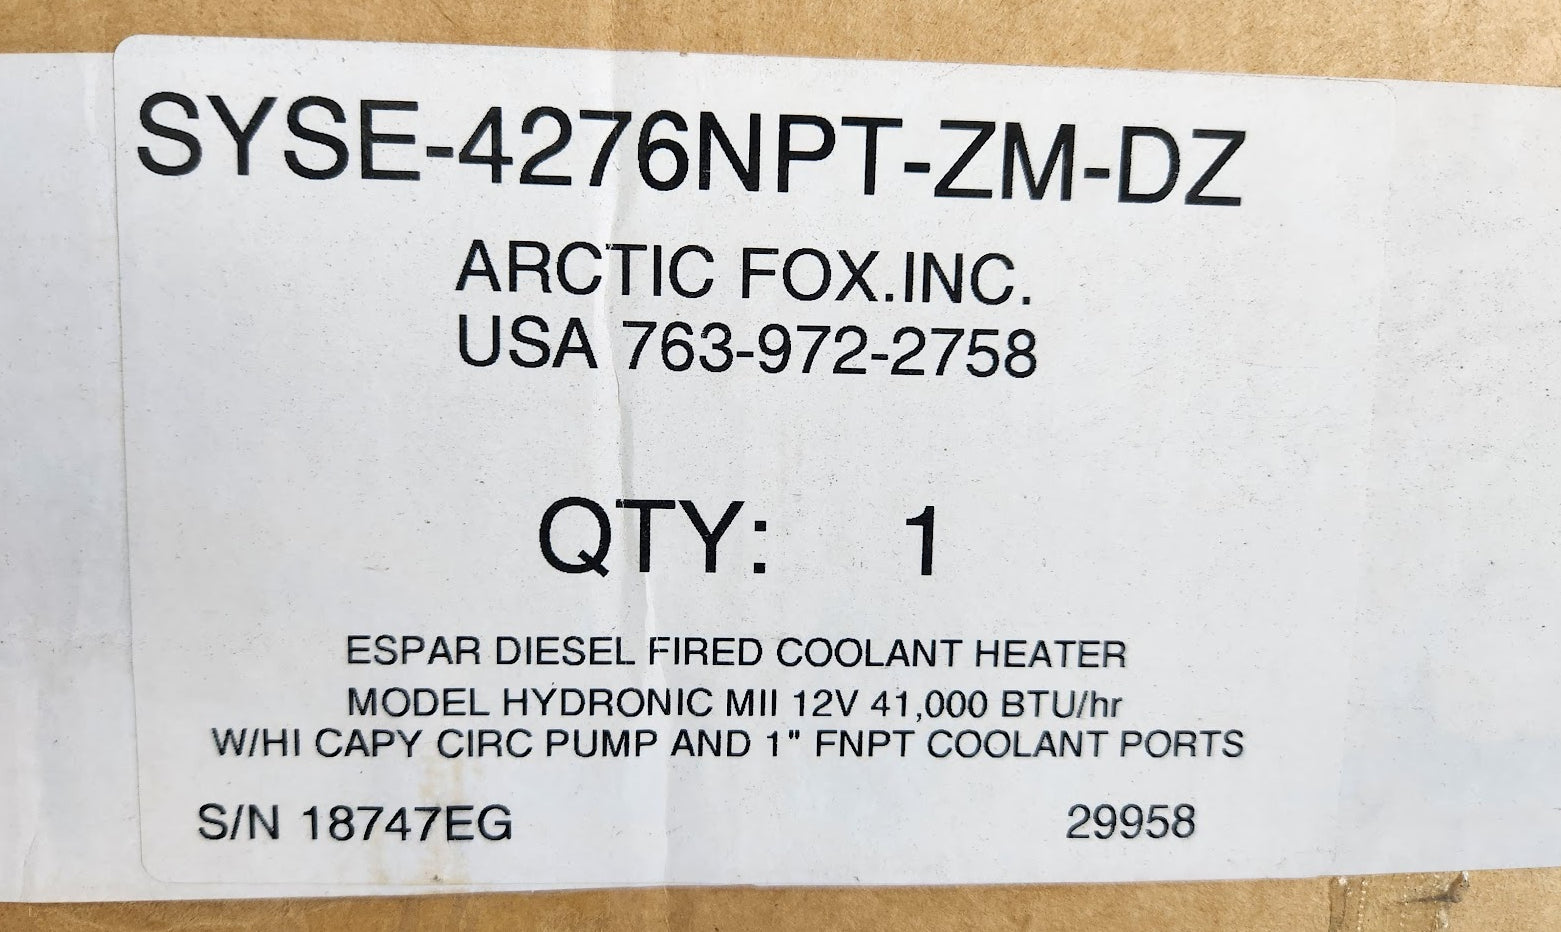 SYSE-4276NPT-ZM-DZ
ARCTIC FOX.INC.
USA 763-972-2758
QTY: 1
ESPAR DIESEL FIRED COOLANT HEATER
MODEL HYDRONIC MII 12V 41,000 BTU/hr
W/HI CAPY CIRC PUMP AND 1" FNPT COOLANT PORTS
S/N 18747EG 29958